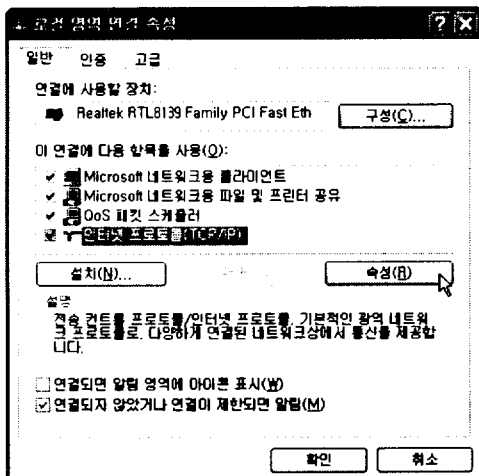 로컬 영역 연결 속성
일반 인증 고급
연결에 사용할 장치:
Realtek RTL8139 Family PCI Fast Eth 구성(C)...
이 연결에 다음 항목을 사용(O):
Microsoft 네트워크용 클라이언트
Microsoft 네트워크용 파일 및 프린터 공유
QoS 패킷 스케줄러
인터넷 프로토콜(TCP/IP)
설치(N)... 속성(R)
설명
전송 컨트롤 프로토콜/인터넷 프로토콜. 기본적인 광역 네트워
크 프로토콜로, 다양하게 연결된 네트워크상에서 통신을 제공합
니다.
연결되면 알림 영역에 아이콘 표시(W)
연결되지 않았거나 연결이 제한되면 알림(M)
확인 취소